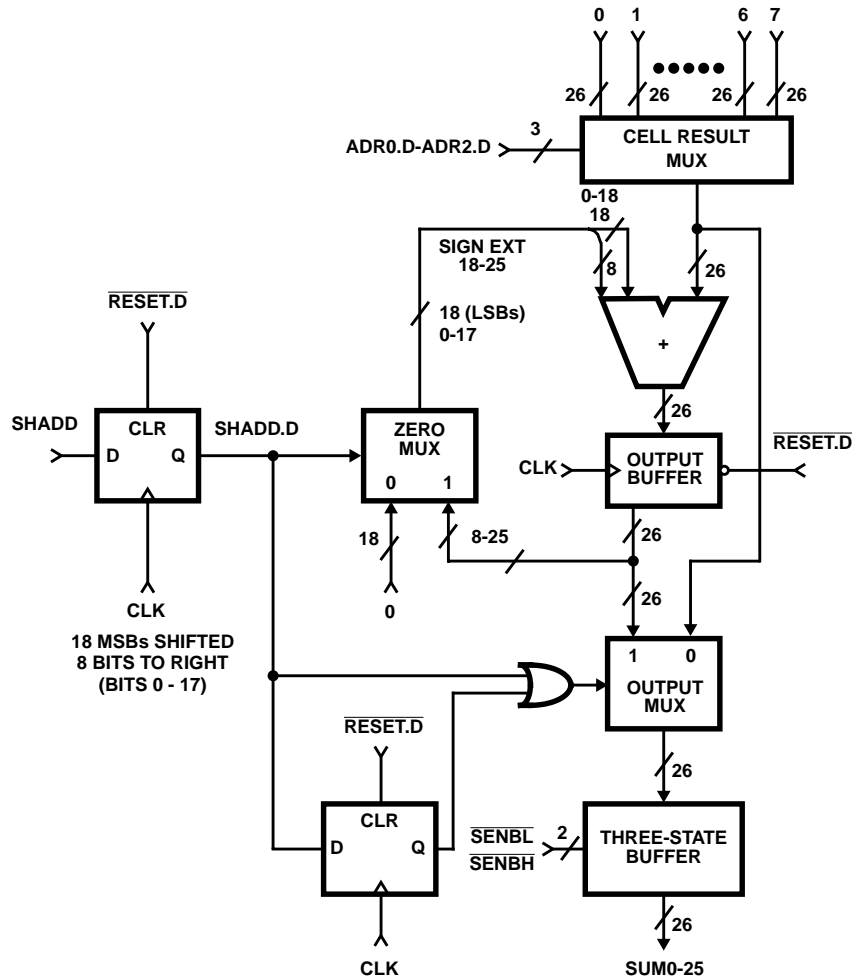 0 1 6 7
26 26 26 26
3
ADR0.D-ADR2.D
CELL RESULT
MUX
0-18
18
SIGN EXT
18-25
8
26
RESET.D
18 (LSBs)
0-17
+
26
SHADD
CLR
D Q
SHADD.D
ZERO
MUX
0 1
CLK
OUTPUT
BUFFER
RESET.D
18
8-25
26
CLK
0
26
18 MSBs SHIFTED
8 BITS TO RIGHT
(BITS 0 - 17)
1 0
OUTPUT
MUX
RESET.D
26
CLR
D Q
SENBL
SENBH
2
THREE-STATE
BUFFER
26
CLK
SUM0-25